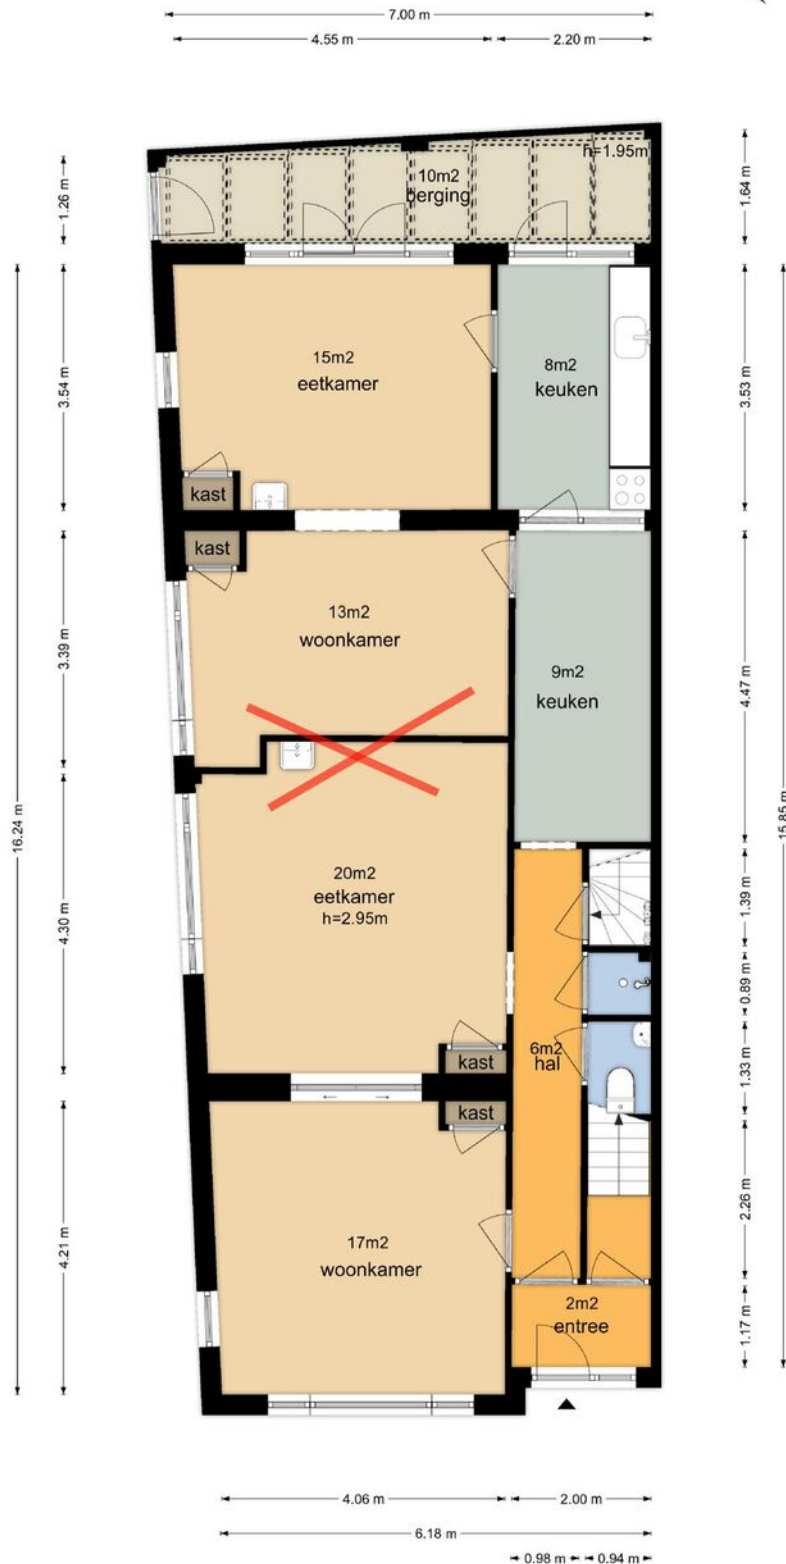 7.00 m
4.55 m
2.20 m
h=1.95m
10m2
berging
1.26 m
1.64 m
15m2
eetkamer
8m2
keuken
3.54 m
3.53 m
kast
kast
13m2
woonkamer
3.39 m
9m2
keuken
4.47 m
16.24 m
15.85 m
20m2
eetkamer
h=2.95m
4.30 m
1.39 m
0.89 m
6m2
hal
1.33 m
kast
kast
2.26 m
17m2
woonkamer
4.21 m
2m2
entree
1.17 m
4.06 m
2.00 m
6.18 m
0.98 m
0.94 m